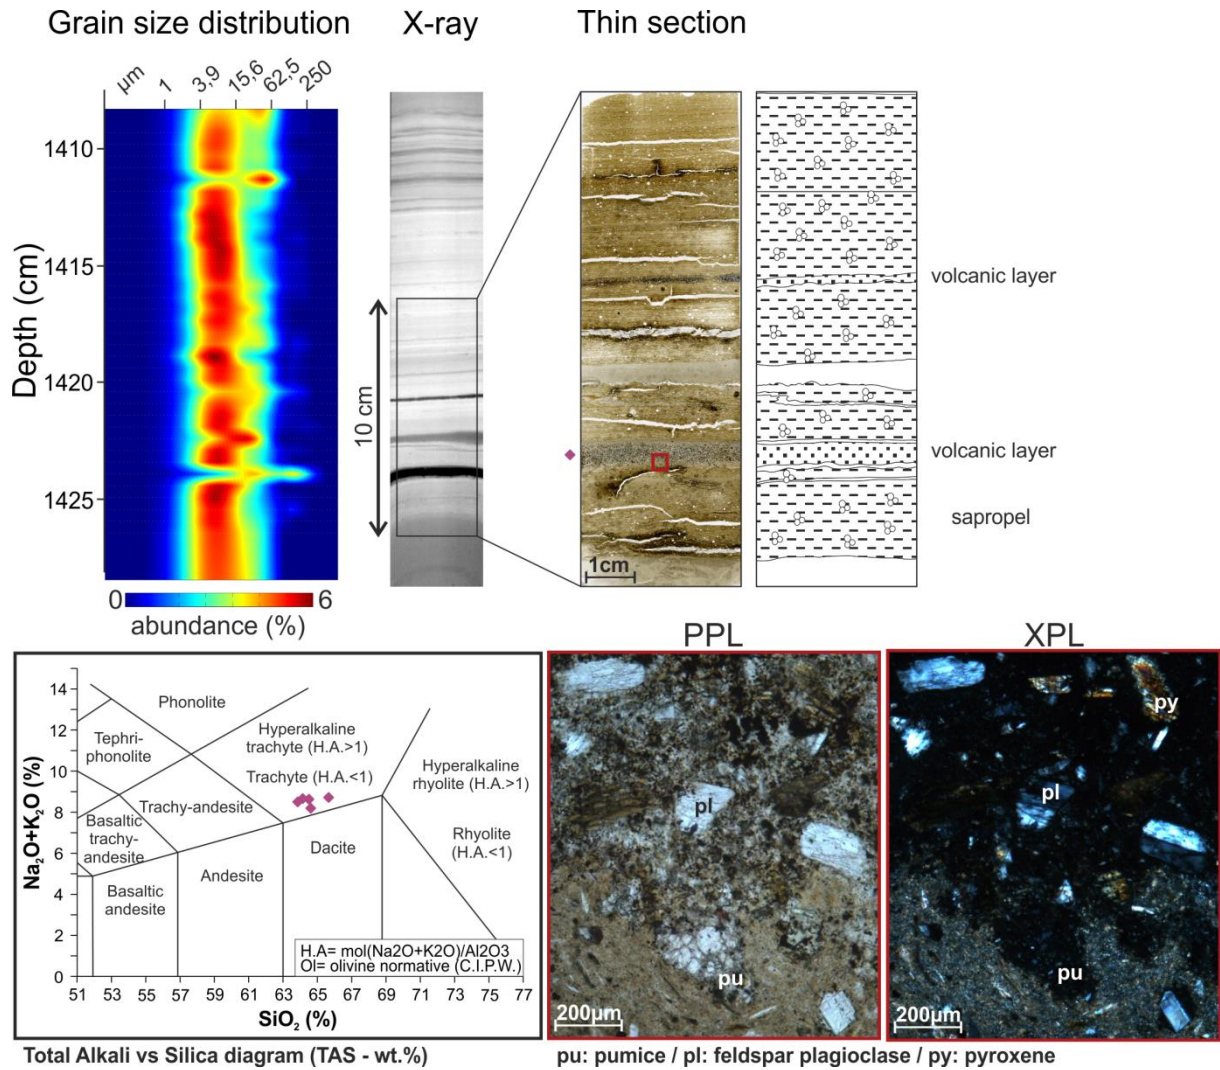 Grain size distribution
X-ray
Thin section
µm
1
3,9
15,6
62,5
250
1410
1415
1420
1425
Depth (cm)
10 cm
1cm
volcanic layer
volcanic layer
sapropel
0
6
abundance (%)
PPL
XPL
14
12
10
8
6
4
2
0
Na2O+K2O (%)
Phonolite
Tephri-
phonolite
Hyperalkaline
trachyte (H.A.>1)
Trachyte (H.A.<1)
Hyperalkaline
rhyolite (H.A.>1)
Trachy-andesite
Basaltic
trachy-
andesite
Basaltic
andesite
Andesite
Dacite
Rhyolite
(H.A.<1)
H.A= mol(Na2O+K2O)/Al2O3
Ol= olivine normative (C.I.P.W.)
51 53 55 57 59 61 63 65 67 69 71 73 75 77
SiO2 (%)
pl
pu
200µm
py
pl
pu
200µm
Total Alkali vs Silica diagram (TAS - wt.%)
pu: pumice / pl: feldspar plagioclase / py: pyroxene